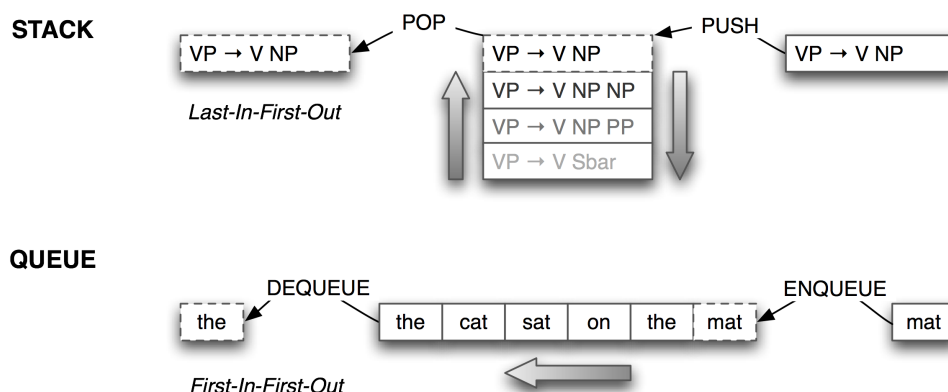 STACK
POP
PUSH
VP → V NP
VP → V NP
VP → V NP
Last-In-First-Out
VP → V NP NP
VP → V NP PP
VP → V Sbar
QUEUE
DEQUEUE
ENQUEUE
the
the cat sat on the mat
mat
First-In-First-Out